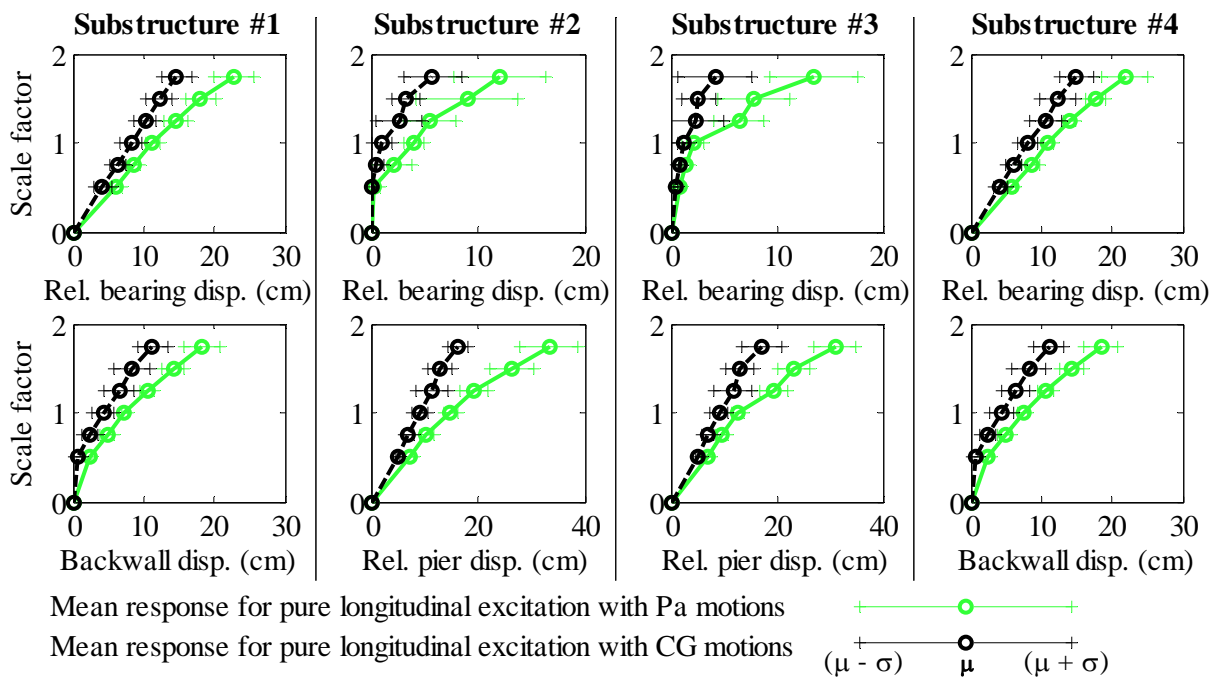 Substructure #1 Substructure #2 Substructure #3 Substructure #4
Scale factor
2 2 2 2
1 1 1 1
0 0 0 0
0 10 20 30 0 20 0 20 0 10 20 30
Rel. bearing disp. (cm) Rel. bearing disp. (cm) Rel. bearing disp. (cm) Rel. bearing disp. (cm)
Scale factor
2 2 2 2
1 1 1 1
0 0 0 0
0 10 20 30 0 20 40 0 20 40 0 10 20 30
Backwall disp. (cm) Rel. pier disp. (cm) Rel. pier disp. (cm) Backwall disp. (cm)
Mean response for pure longitudinal excitation with Pa motions
Mean response for pure longitudinal excitation with CG motions
(μ - σ) μ (μ + σ)